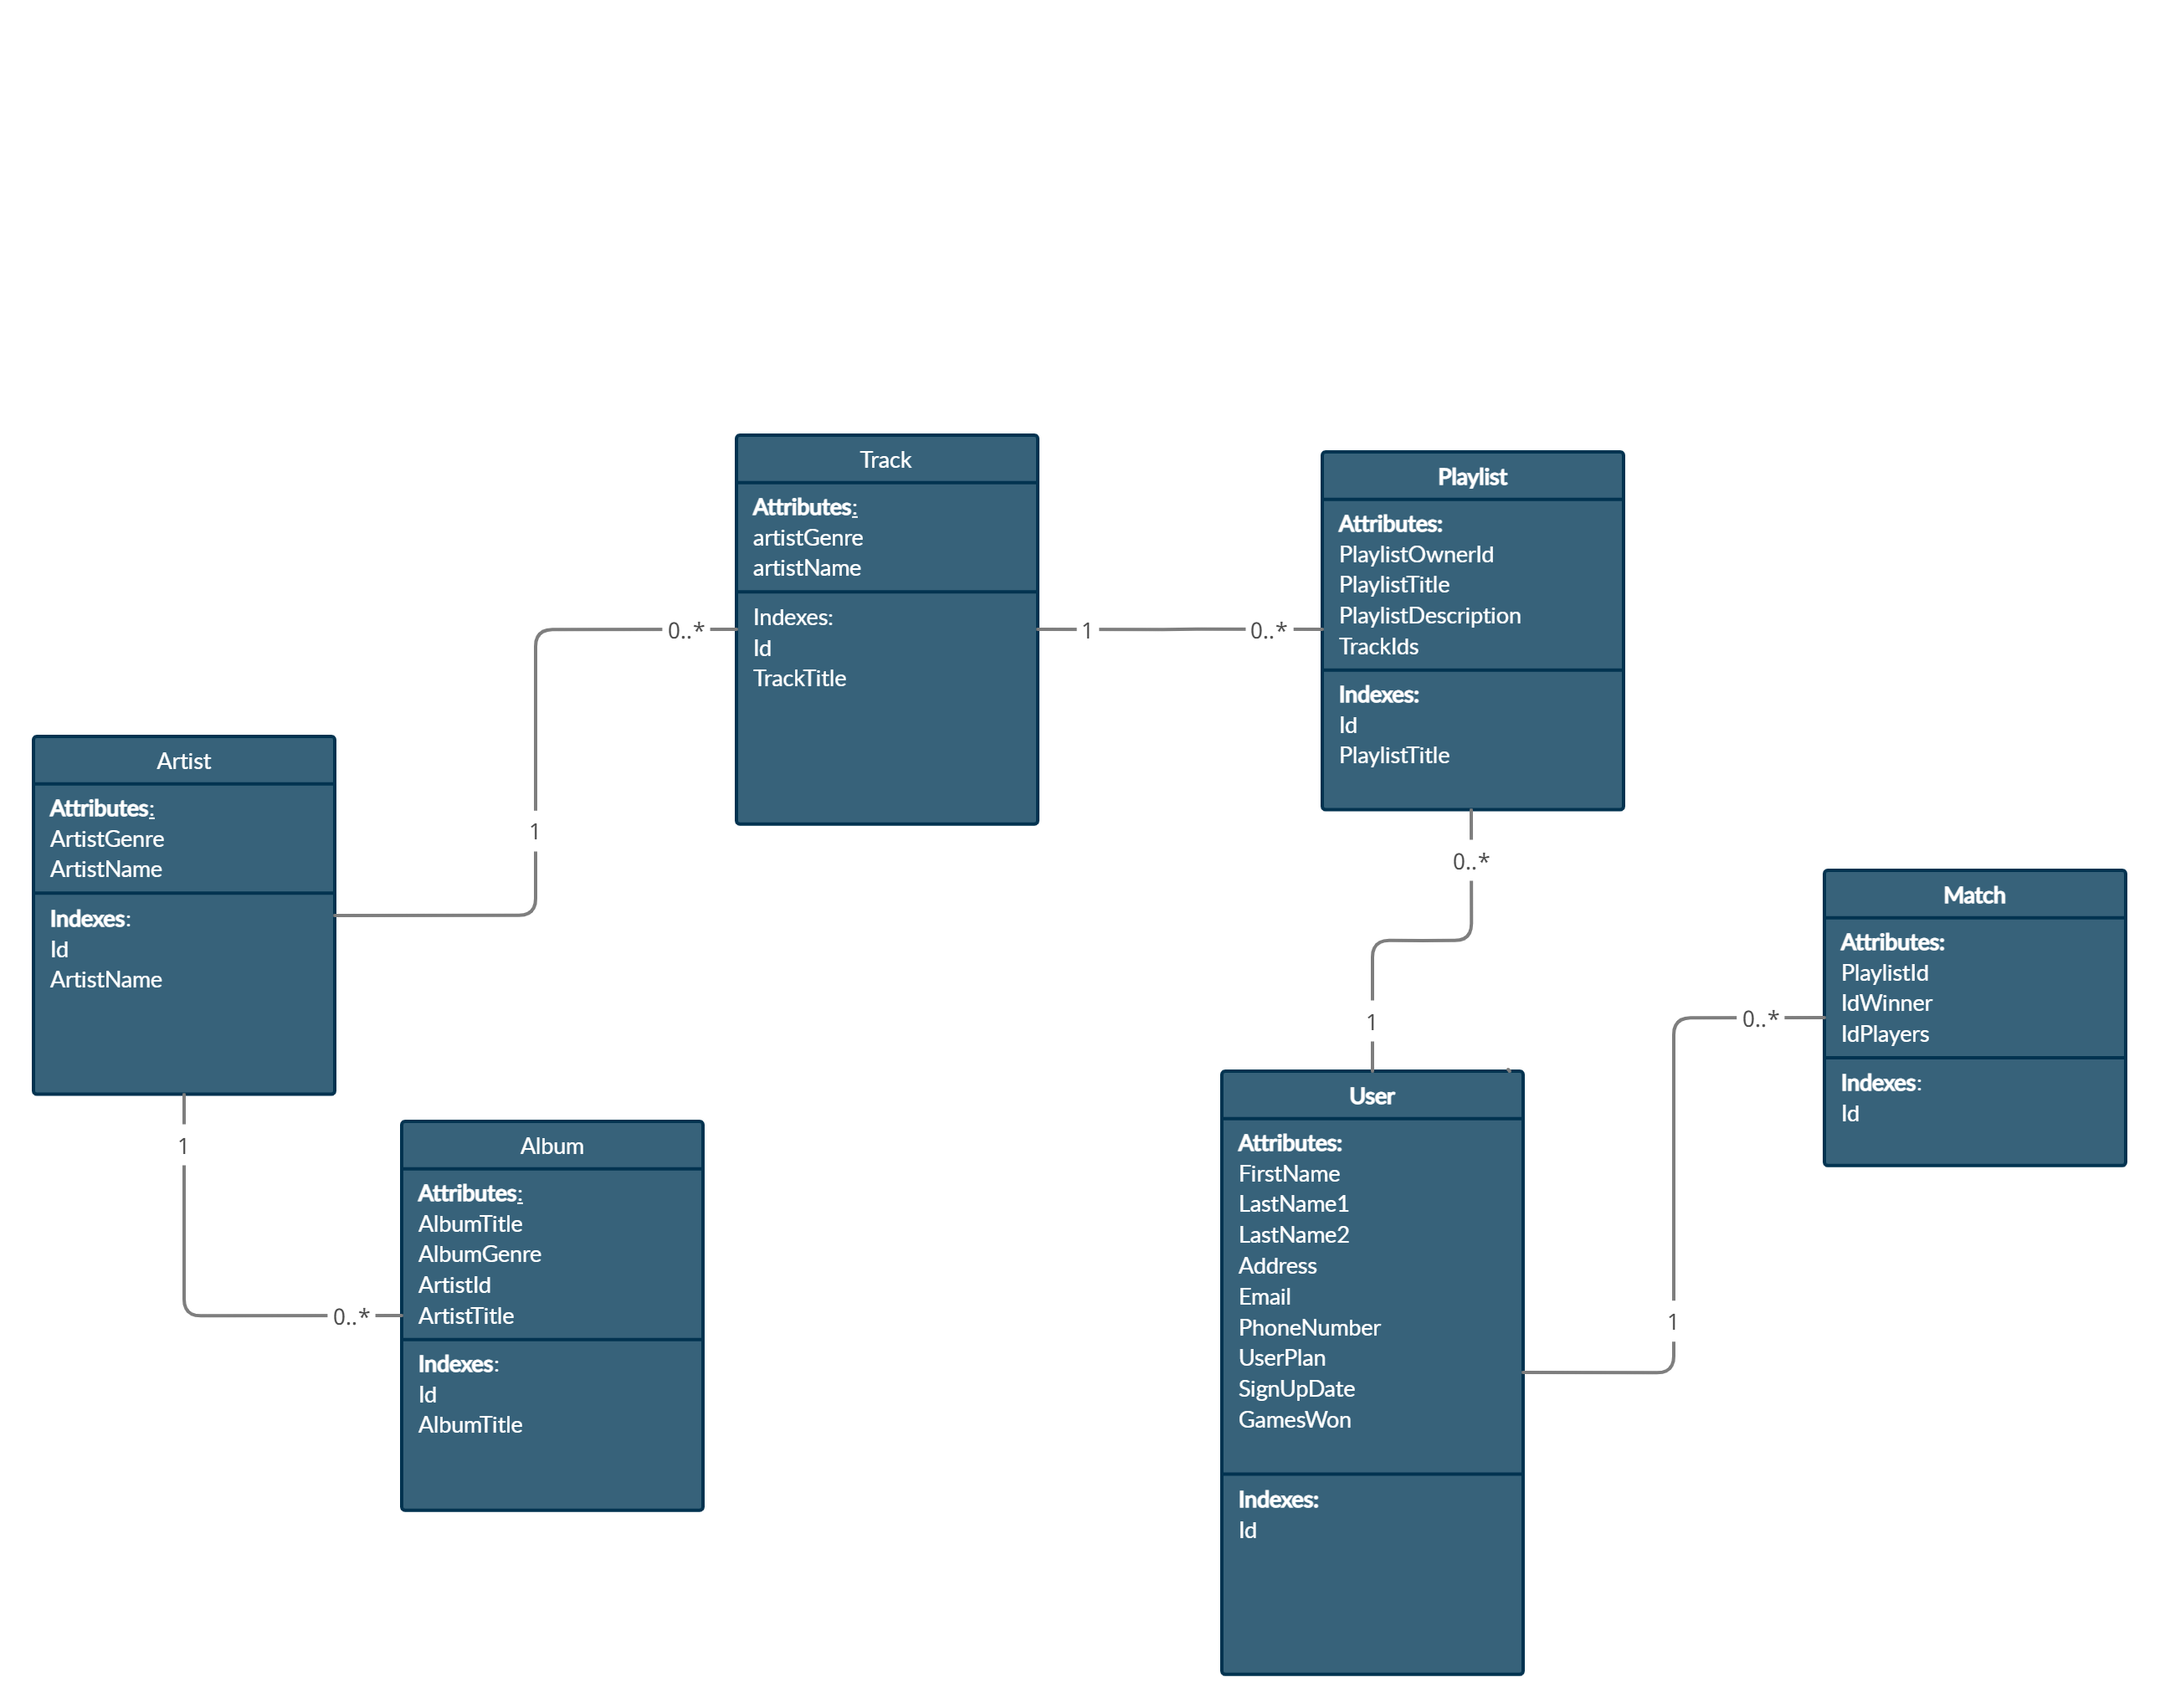 Track
Attributes:
artistGenre
artistName
Indexes:
Id
TrackTitle
0..*
1
1
0..*
Playlist
Attributes:
PlaylistOwnerId
PlaylistTitle
PlaylistDescription
TrackIds
Indexes:
Id
PlaylistTitle
Artist
Attributes:
ArtistGenre
ArtistName
Indexes:
Id
ArtistName
1
0..*
Album
Attributes:
AlbumTitle
AlbumGenre
ArtistId
ArtistTitle
Indexes:
Id
AlbumTitle
0..*
1
User
Attributes:
FirstName
LastName1
LastName2
Address
Email
PhoneNumber
UserPlan
SignUpDate
GamesWon
Indexes:
Id
0..*
1
Match
Attributes:
PlaylistId
IdWinner
IdPlayers
Indexes:
Id